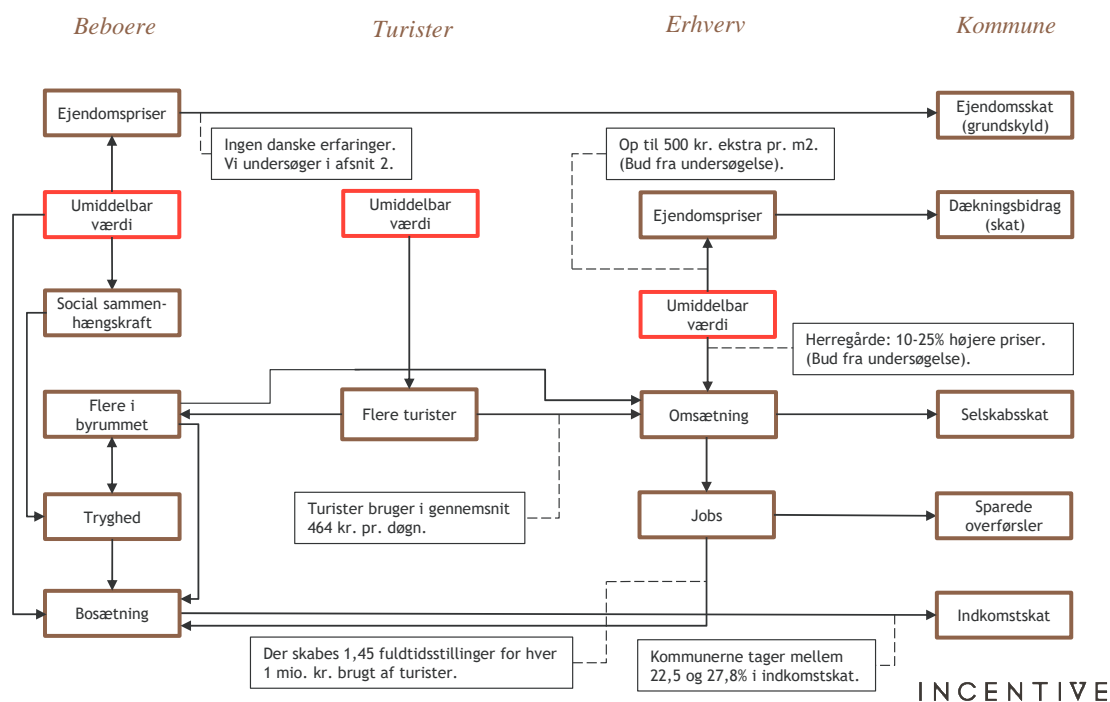 Beboere
Turister
Erhverv
Kommune
Ejendomspriser
Ejendomsskat
(grundskyld)
Ingen danske erfaringer.
Vi undersøger i afsnit 2.
Op til 500 kr. ekstra pr. m2.
(Bud fra undersøgelse).
Umiddelbar
værdi
Umiddelbar
værdi
Ejendomspriser
Dækningsbidrag
(skat)
Social sammen-
hængskraft
Umiddelbar
værdi
Herregårde: 10-25% højere priser.
(Bud fra undersøgelse).
Flere i
byrummet
Flere turister
Omsætning
Selskabsskat
Turister bruger i gennemsnit
464 kr. pr. døgn.
Tryghed
Jobs
Sparede
overførsler
Bosætning
Indkomstskat
Der skabes 1,45 fuldtidsstillinger for hver
1 mio. kr. brugt af turister.
Kommunerne tager mellem
22,5 og 27,8% i indkomstskat.
INCENTIVE